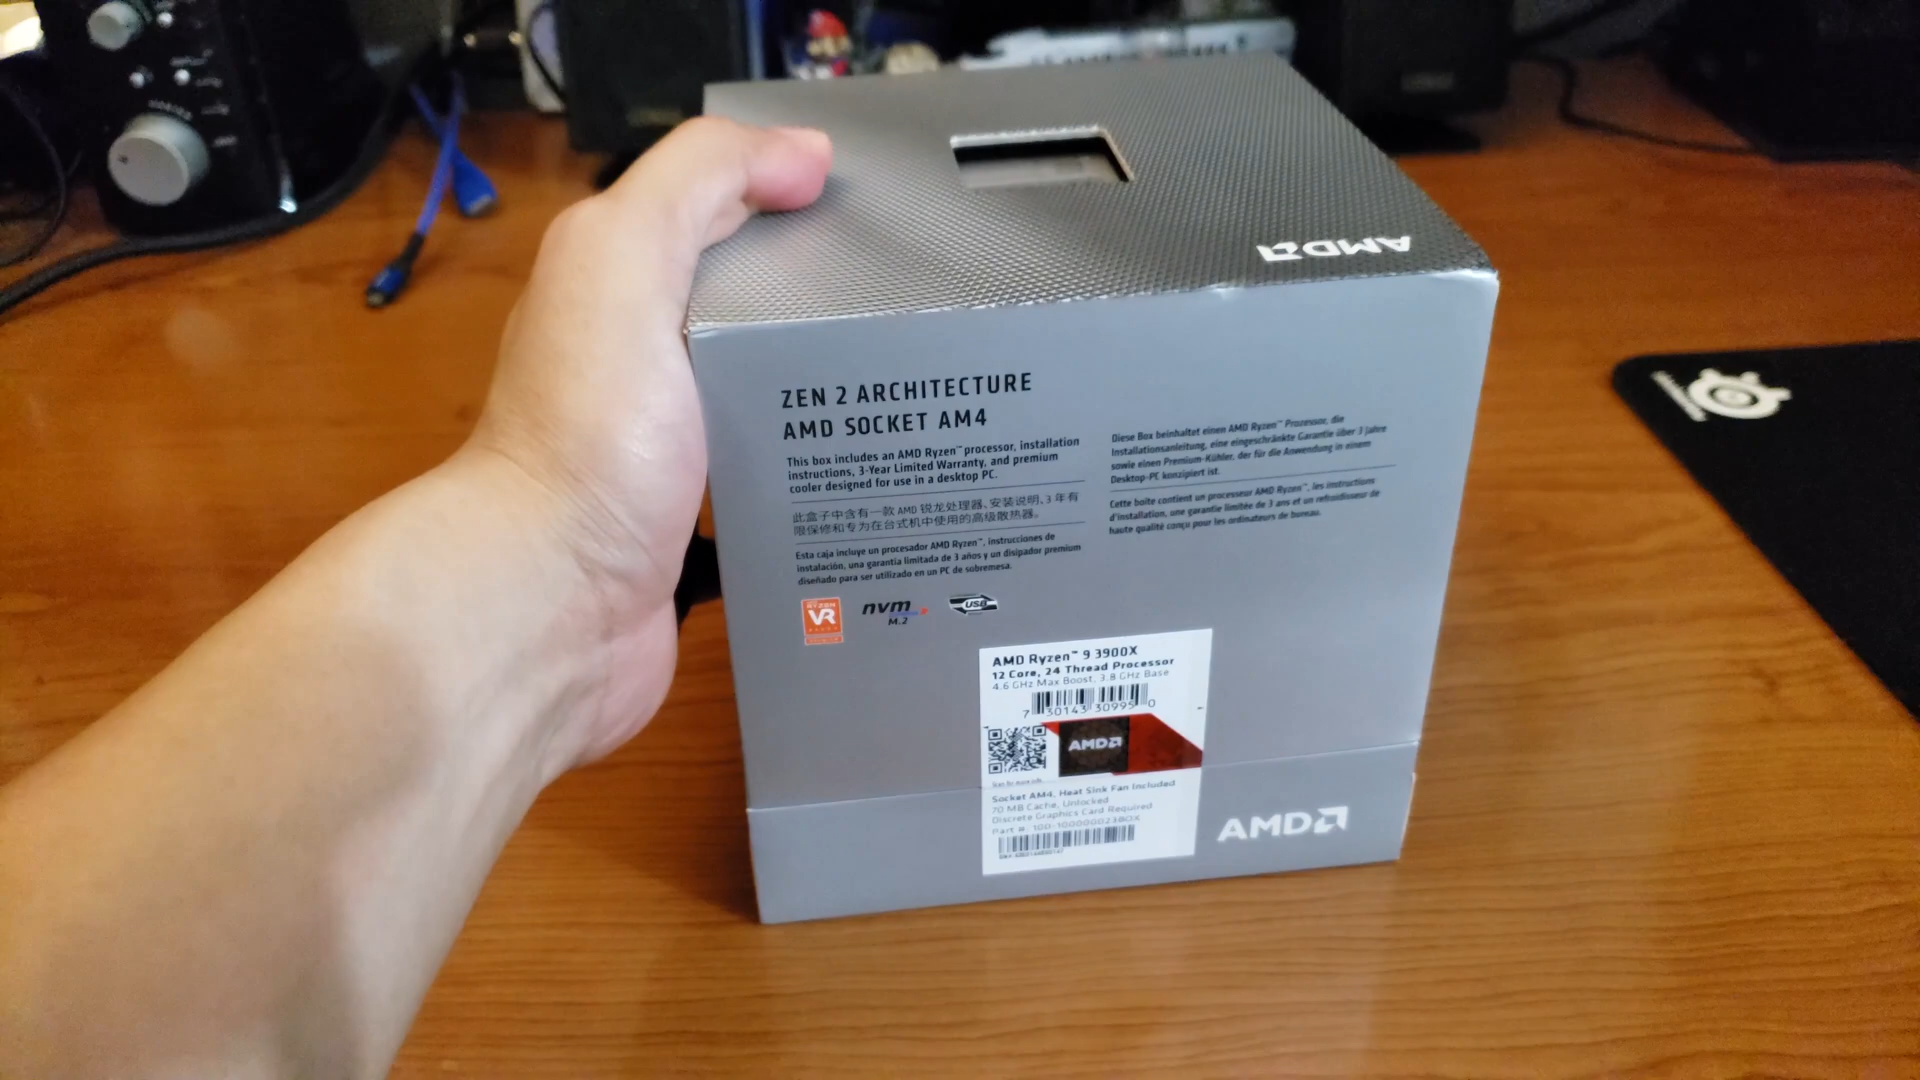 AMD
ZEN 2 ARCHITECTURE
AMD SOCKET AM4
This box includes an AMD Ryzen™ processor, installation
instructions, 3-Year Limited Warranty, and premium
cooler designed for use in a desktop PC.
此盒子中含有一款 AMD 锐龙处理器、安装说明、3 年有
限保修和专为在台式机中使用的高级散热器。
Esta caja incluye un procesador AMD Ryzen™, instrucciones de
instalación, una garantía limitada de 3 años y un disipador premium
diseñado para ser utilizado en un PC de sobremesa.
Diese Box beinhaltet einen AMD Ryzen™ Prozessor, die
Installationsanleitung, eine eingeschränkte Garantie über 3 Jahre
sowie einen Premium-Kühler, der für die Anwendung in einem
Desktop-PC konzipiert ist.
Cette boîte contient un processeur AMD Ryzen™, les instructions
d'installation, une garantie limitée de 3 ans et un refroidisseur de
haute qualité conçu pour les ordinateurs de bureau.
RYZEN
VR
nvm
M.2
USB
AMD Ryzen™ 9 3900X
12 Core, 24 Thread Processor
4.6 GHz Max Boost, 3.8 GHz Base
7 30143 30995 0
AMD
Socket AM4, Heat Sink Fan Included
70 MB Cache, Unlocked
Discrete Graphics Card Required
Part #: 100-100000023BOX
AMD